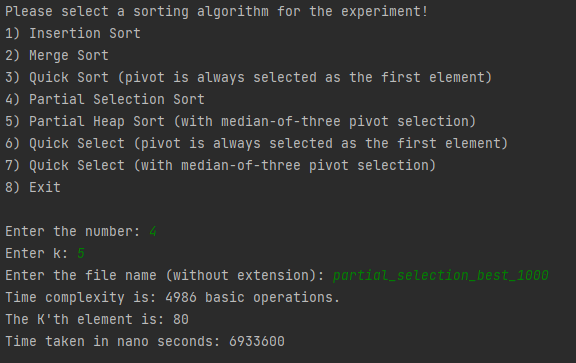 Please select a sorting algorithm for the experiment!
1) Insertion Sort
2) Merge Sort
3) Quick Sort (pivot is always selected as the first element)
4) Partial Selection Sort
5) Partial Heap Sort (with median-of-three pivot selection)
6) Quick Select (pivot is always selected as the first element)
7) Quick Select (with median-of-three pivot selection)
8) Exit
Enter the number: 4
Enter k: 5
Enter the file name (without extension): partial_selection_best_1000
Time complexity is: 4986 basic operations.
The K'th element is: 80
Time taken in nano seconds: 6933600